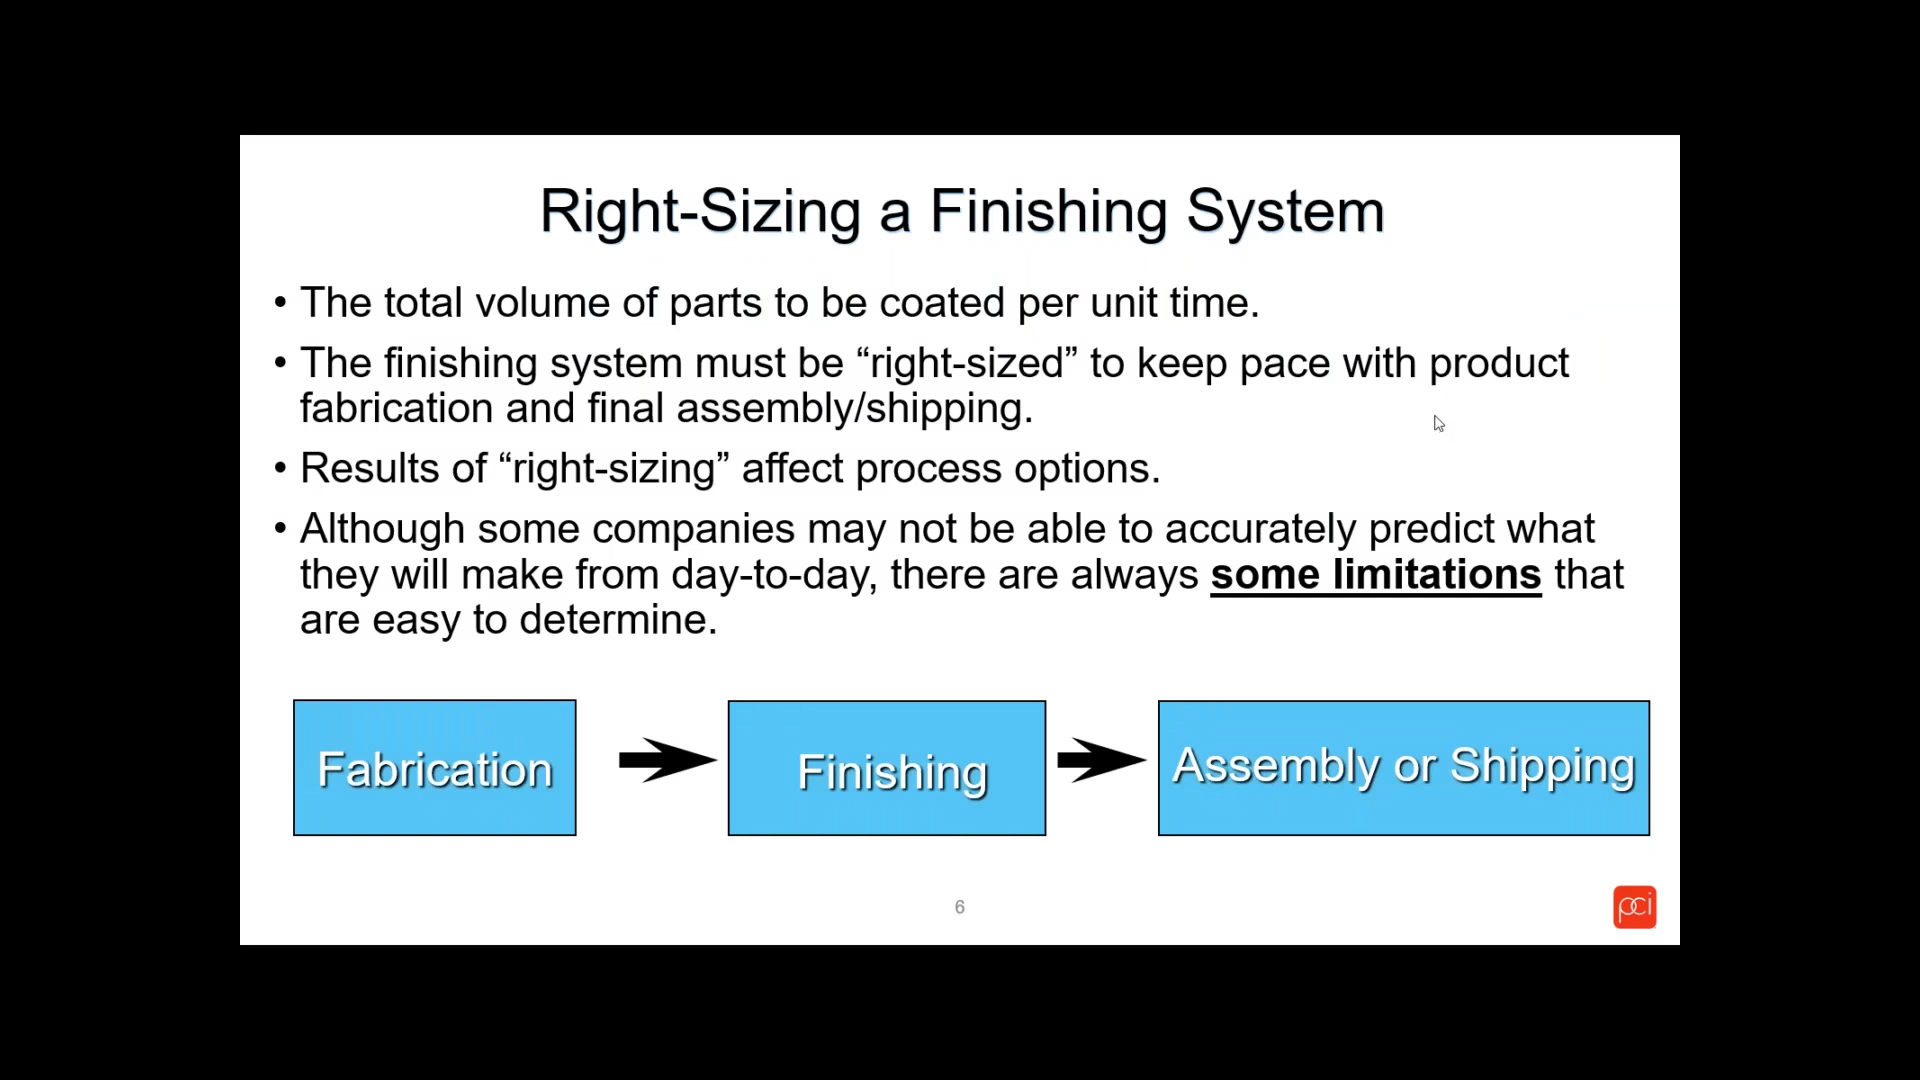 Right-Sizing a Finishing System
• The total volume of parts to be coated per unit time.
• The finishing system must be “right-sized” to keep pace with product
fabrication and final assembly/shipping.
• Results of “right-sizing” affect process options.
• Although some companies may not be able to accurately predict what
they will make from day-to-day, there are always some limitations that
are easy to determine.
Fabrication
Finishing
Assembly or Shipping
6
pci